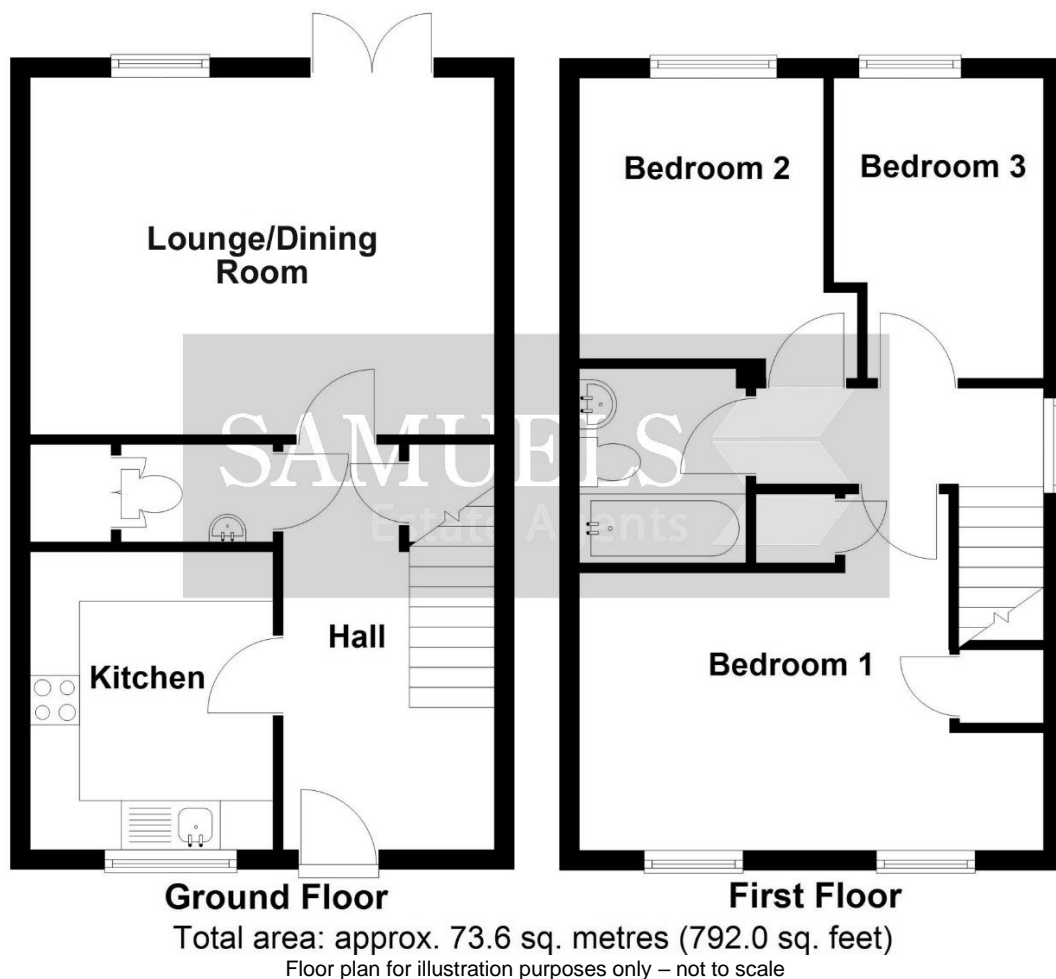 Lounge/Dining
Room
Kitchen
Hall
Bedroom 2
Bedroom 3
Bedroom 1
SAMUELS
Estate Agents
Ground Floor
First Floor
Total area: approx. 73.6 sq. metres (792.0 sq. feet)
Floor plan for illustration purposes only – not to scale